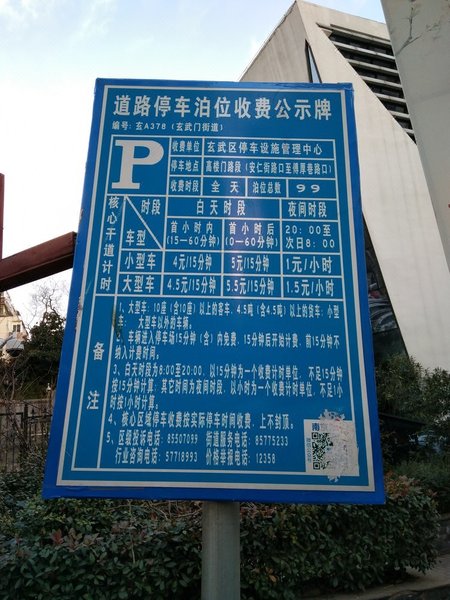 道路停车泊位收费公示牌
编号：玄A378（玄武门街道）
P
收费单位 玄武区停车设施管理中心
停车地点 高楼门路段（安仁街路口至傅厚巷路口）
收费时段 全天 泊位总数 99
核心干道计时
时段 车型
白天时段 夜间时段
首小时内 首小时后 20：00至
(15—60分钟) (0—60分钟) 次日8：00
小型车 4元/15分钟 5元/15分钟 1元/小时
大型车 4.5元/15分钟 5.5元/15分钟 1.5元/小时
备注
1、大型车：10座（含10座）以上的客车、4.5吨（含4.5吨）以上的货车；小型
车：大型车以外的车辆。
2、车辆进入停车场15分钟（含）内免费，15分钟后开始计费，前15分钟不
纳入计费时间。
3、白天时段为8:00至20:00，以15分钟为一个收费计时单位，不足15分钟
按15分钟计算；其它时间为夜间时段，以小时为一个收费计时单位，不足1小
时按1小时计算。
4、核心区域停车收费按实际停车时间收费，上不封顶。
5、区级投诉电话：85507099 街道服务电话：85775233
行业咨询电话：57718993 价格举报电话：12358
南